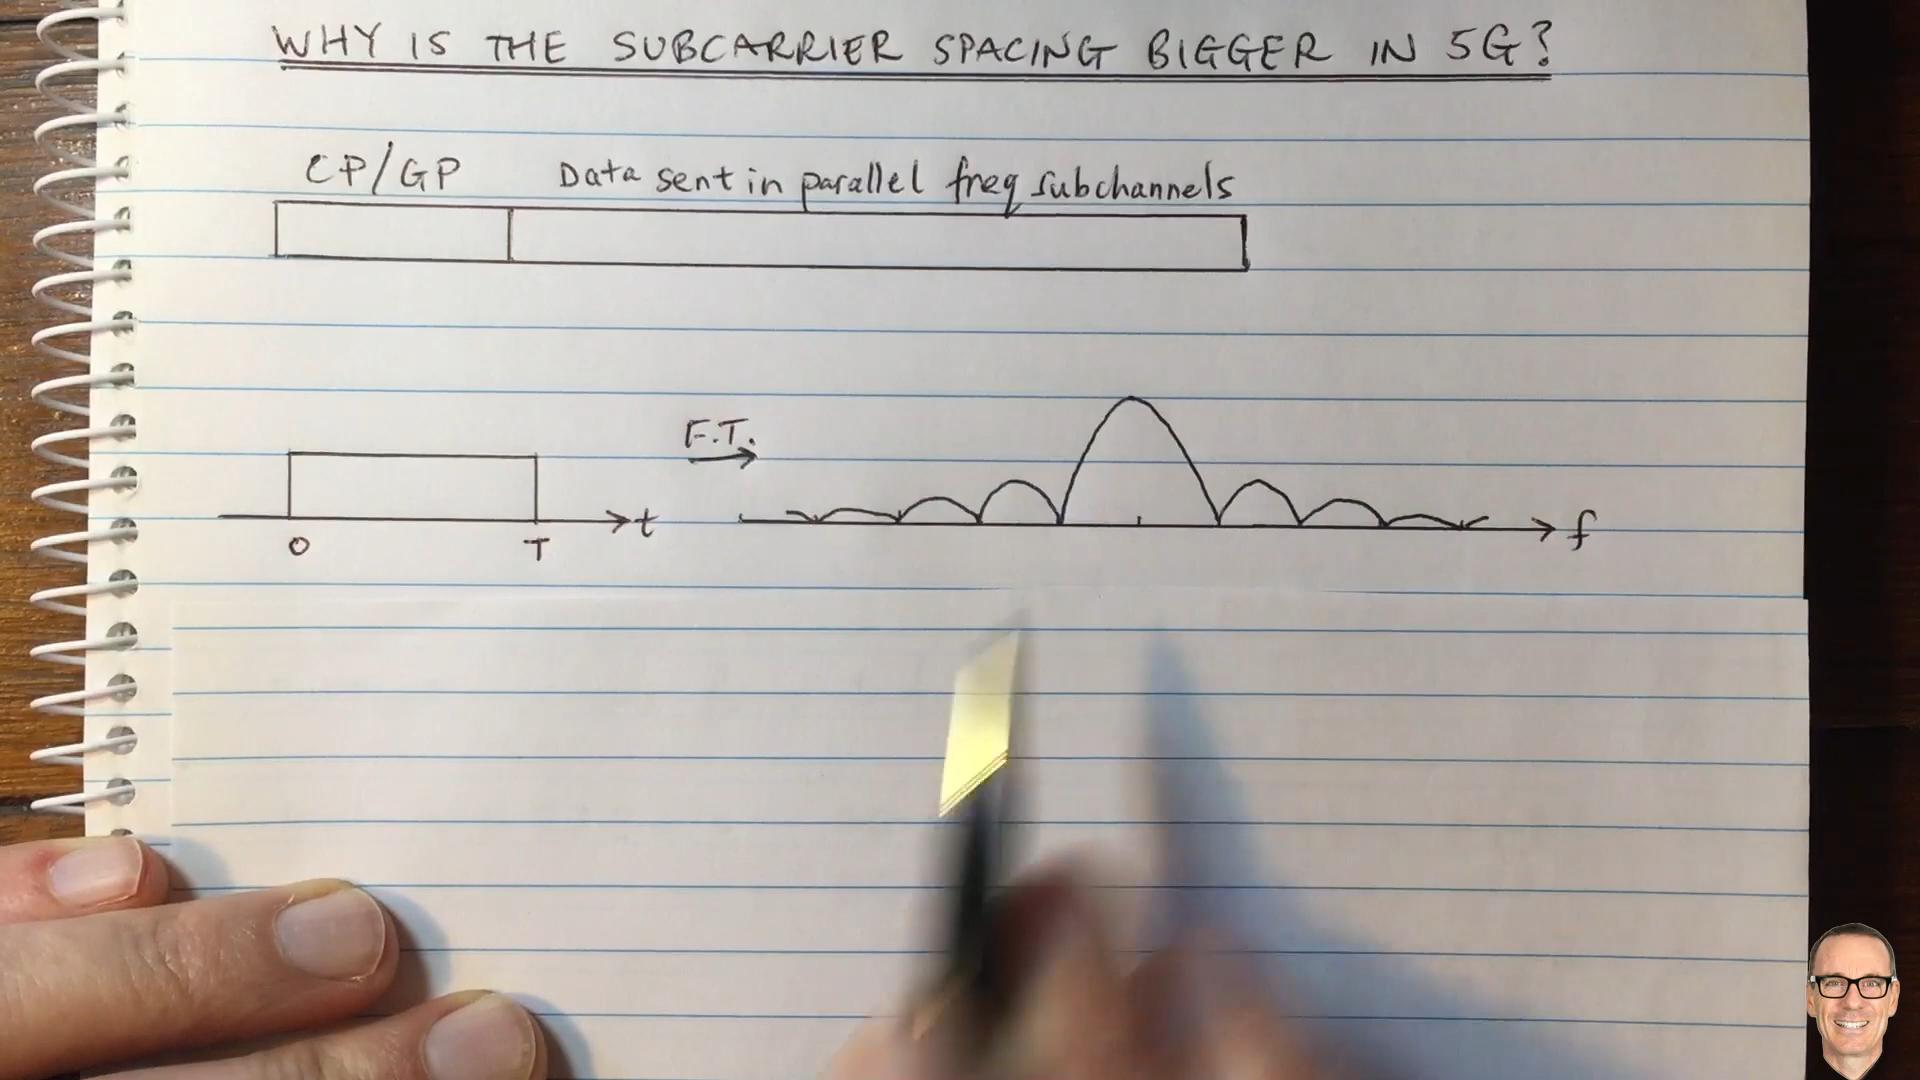 WHY IS THE SUBCARRIER SPACING BIGGER IN 5G?
CP/GP Data sent in parallel freq subchannels
F.T.
t f
0 T